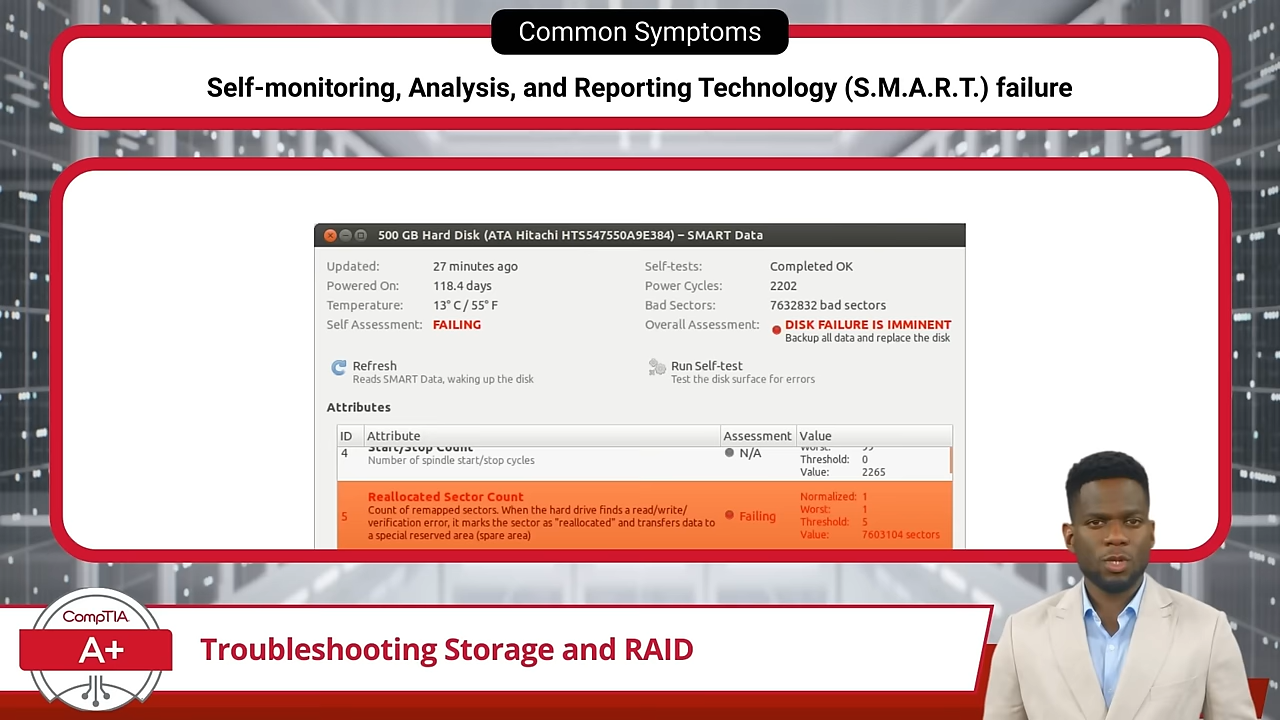 Common Symptoms
Self-monitoring, Analysis, and Reporting Technology (S.M.A.R.T.) failure
500 GB Hard Disk (ATA Hitachi HTS547550A9E384) – SMART Data
Updated: 27 minutes ago Self-tests: Completed OK
Powered On: 118.4 days Power Cycles: 2202
Temperature: 13° C / 55° F Bad Sectors: 7632832 bad sectors
Self Assessment: FAILING Overall Assessment: DISK FAILURE IS IMMINENT
Backup all data and replace the disk
Refresh Run Self-test
Reads SMART Data, waking up the disk Test the disk surface for errors
Attributes
ID Attribute Assessment Value
Start/Stop Count Worst: 99
4 Number of spindle start/stop cycles N/A Threshold: 0
Value: 2265
Reallocated Sector Count Normalized: 1
Count of remapped sectors. When the hard drive finds a read/write/ Worst: 1
5 verification error, it marks the sector as "reallocated" and transfers data to Failing Threshold: 5
a special reserved area (spare area) Value: 7603104 sectors
CompTIA
A+
Troubleshooting Storage and RAID